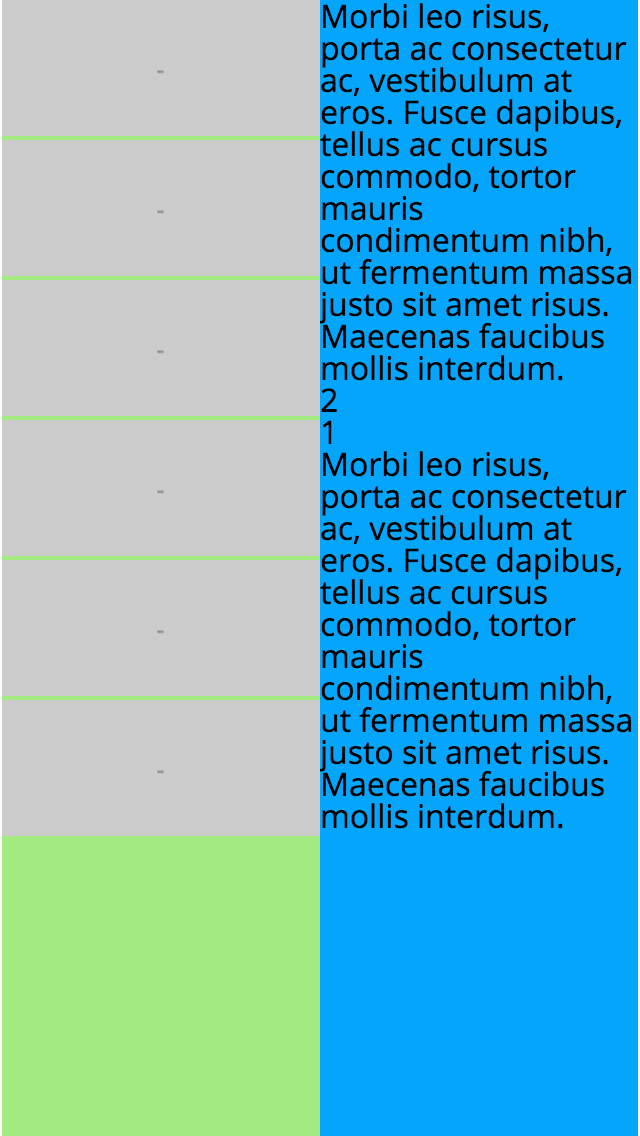 -
-
-
-
-
-
Morbi leo risus,
porta ac consectetur
ac, vestibulum at
eros. Fusce dapibus,
tellus ac cursus
commodo, tortor
mauris
condimentum nibh,
ut fermentum massa
justo sit amet risus.
Maecenas faucibus
mollis interdum.
2
1
Morbi leo risus,
porta ac consectetur
ac, vestibulum at
eros. Fusce dapibus,
tellus ac cursus
commodo, tortor
mauris
condimentum nibh,
ut fermentum massa
justo sit amet risus.
Maecenas faucibus
mollis interdum.